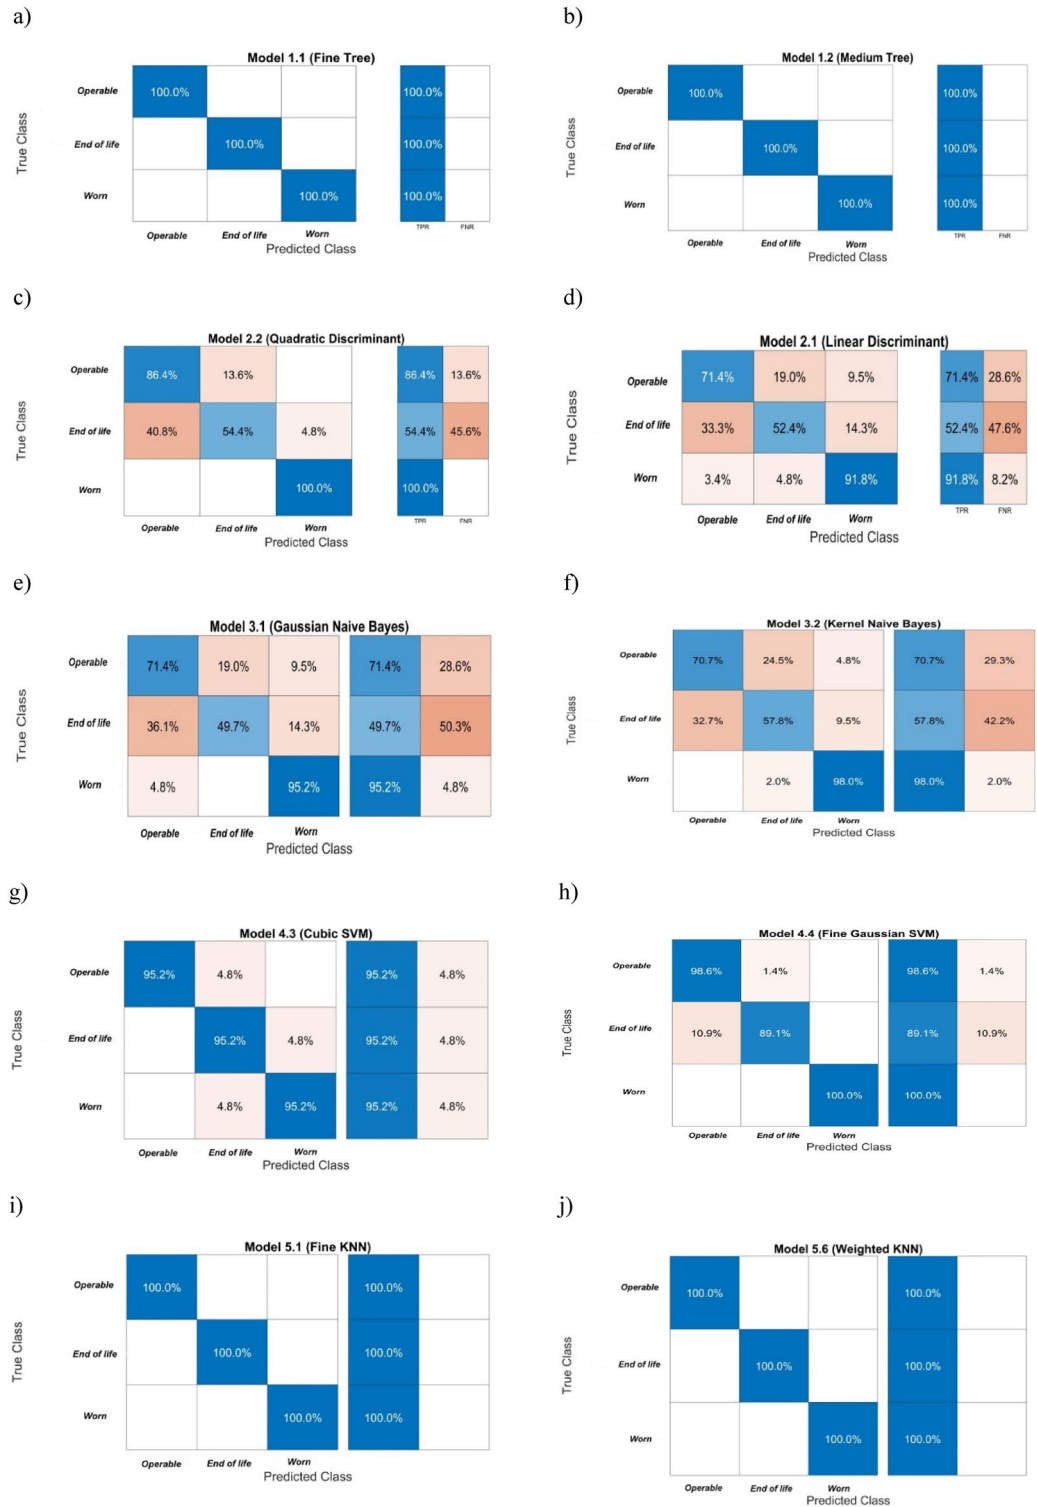 a)
Model 1.1 (Fine Tree)
True Class
Operable 100.0% 100.0%
End of life 100.0% 100.0%
Worn 100.0% 100.0%
Operable End of life Worn TPR FNR
Predicted Class
b)
Model 1.2 (Medium Tree)
True Class
Operable 100.0% 100.0%
End of life 100.0% 100.0%
Worn 100.0% 100.0%
Operable End of life Worn TPR FNR
Predicted Class
c)
Model 2.2 (Quadratic Discriminant)
True Class
Operable 86.4% 13.6% 86.4% 13.6%
End of life 40.8% 54.4% 4.8% 54.4% 45.6%
Worn 100.0% 100.0%
Operable End of life Worn TPR FNR
Predicted Class
d)
Model 2.1 (Linear Discriminant)
True Class
Operable 71.4% 19.0% 9.5% 71.4% 28.6%
End of life 33.3% 52.4% 14.3% 52.4% 47.6%
Worn 3.4% 4.8% 91.8% 91.8% 8.2%
Operable End of life Worn TPR FNR
Predicted Class
e)
Model 3.1 (Gaussian Naive Bayes)
True Class
Operable 71.4% 19.0% 9.5% 71.4% 28.6%
End of life 36.1% 49.7% 14.3% 49.7% 50.3%
Worn 4.8% 95.2% 95.2% 4.8%
Operable End of life Worn
Predicted Class
f)
Model 3.2 (Kernel Naive Bayes)
True Class
Operable 70.7% 24.5% 4.8% 70.7% 29.3%
End of life 32.7% 57.8% 9.5% 57.8% 42.2%
Worn 2.0% 98.0% 98.0% 2.0%
Operable End of life Worn
Predicted Class
g)
Model 4.3 (Cubic SVM)
True Class
Operable 95.2% 4.8% 95.2% 4.8%
End of life 95.2% 4.8% 95.2% 4.8%
Worn 4.8% 95.2% 95.2% 4.8%
Operable End of life Worn
Predicted Class
h)
Model 4.4 (Fine Gaussian SVM)
True Class
Operable 98.6% 1.4% 98.6% 1.4%
End of life 10.9% 89.1% 89.1% 10.9%
Worn 100.0% 100.0%
Operable End of life Worn
Predicted Class
i)
Model 5.1 (Fine KNN)
True Class
Operable 100.0% 100.0%
End of life 100.0% 100.0%
Worn 100.0% 100.0%
Operable End of life Worn
Predicted Class
j)
Model 5.6 (Weighted KNN)
True Class
Operable 100.0% 100.0%
End of life 100.0% 100.0%
Worn 100.0% 100.0%
Operable End of life Worn
Predicted Class